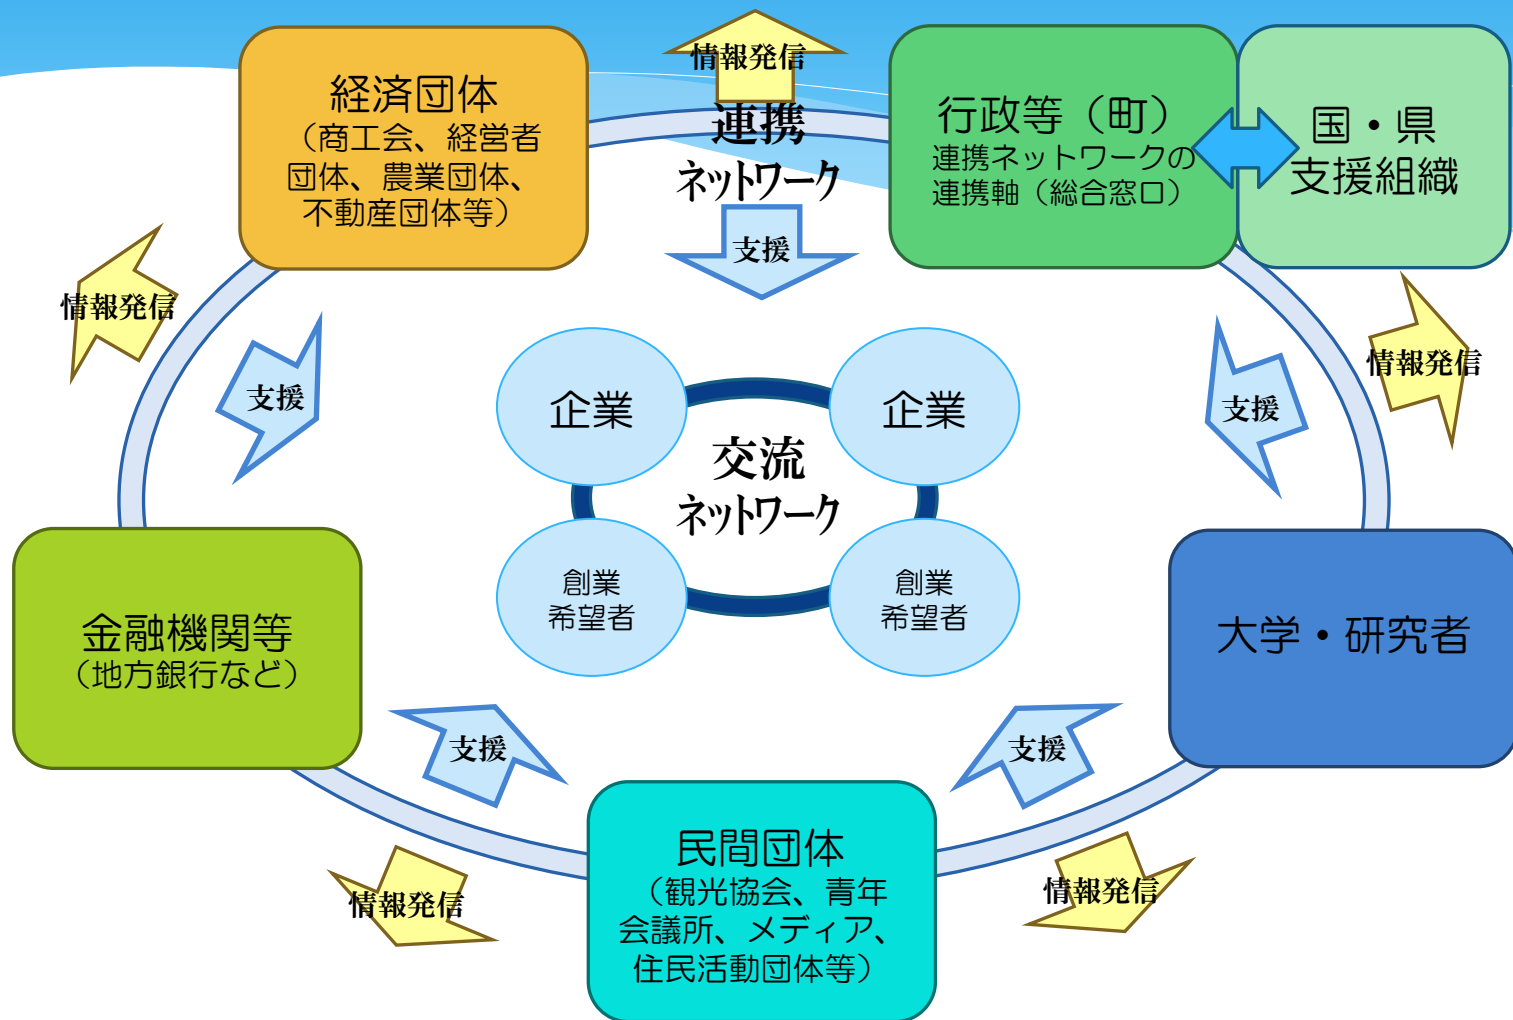 情報発信
経済団体
（商工会、経営者
団体、農業団体、
不動産団体等）
連携
ネットワーク
行政等（町）
連携ネットワークの
連携軸（総合窓口）
国・県
支援組織
支援
情報発信
支援
情報発信
支援
企業
企業
交流
ネットワーク
創業
希望者
創業
希望者
金融機関等
（地方銀行など）
大学・研究者
支援
支援
民間団体
（観光協会、青年
会議所、メディア、
住民活動団体等）
情報発信
情報発信